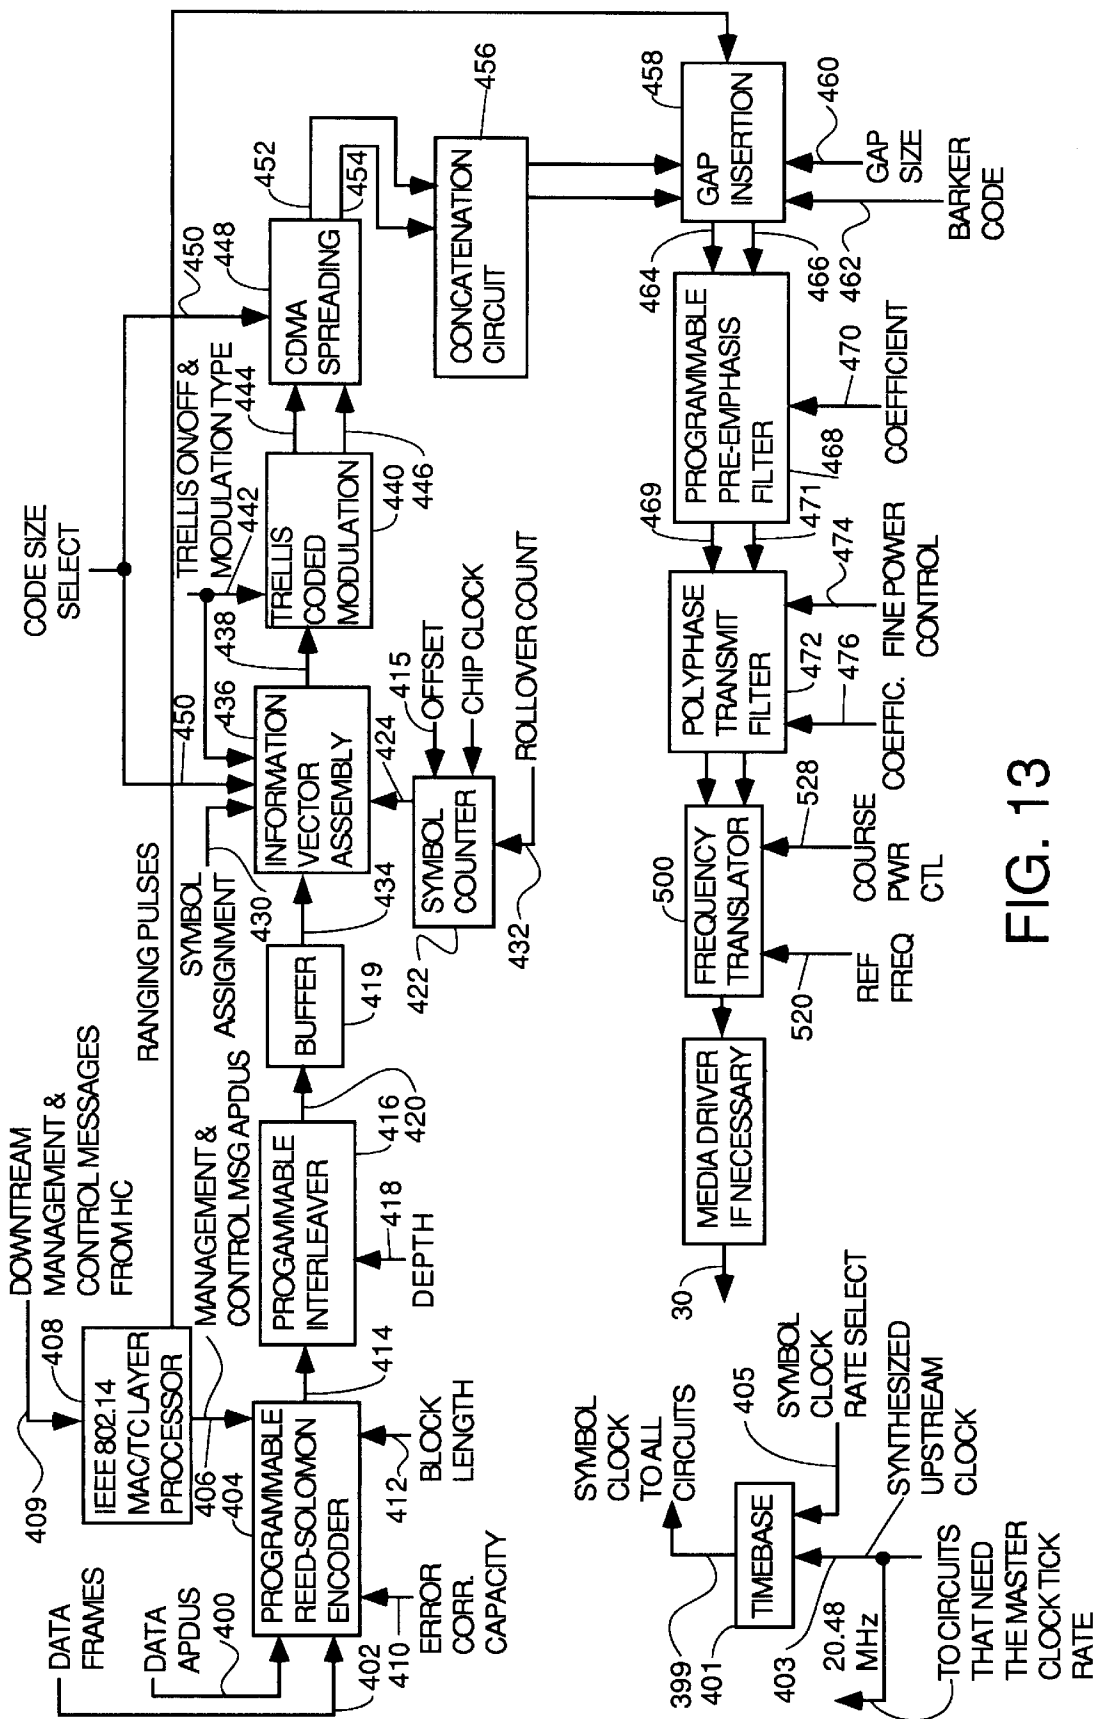 DATA
FRAMES
DATA
APDUS
400
402
409
DOWNTREAM
MANAGEMENT &
CONTROL MESSAGES
FROM HC
408
IEEE 802.14
MAC/TC LAYER
PROCESSOR
406
404
MANAGEMENT &
CONTROL MSG APDUS
PROGRAMMABLE
REED-SOLOMON
ENCODER
410
ERROR
CORR.
CAPACITY
412
BLOCK
LENGTH
414
PROGAMMABLE
INTERLEAVER
416
420
418
DEPTH
BUFFER
419
434
RANGING PULSES
SYMBOL
ASSIGNMENT
430
450
436
INFORMATION
VECTOR
ASSEMBLY
438
424
415
OFFSET
CHIP CLOCK
SYMBOL
COUNTER
422
432
ROLLOVER COUNT
CODE SIZE
SELECT
TRELLIS ON/OFF &
MODULATION TYPE
442
TRELLIS
CODED
MODULATION
440
444
446
450
448
CDMA
SPREADING
452
454
456
CONCATENATION
CIRCUIT
458
GAP
INSERTION
460
GAP
SIZE
462
BARKER
CODE
464
466
PROGRAMMABLE
PRE-EMPHASIS
FILTER
468
470
COEFFICIENT
469
471
POLYPHASE
TRANSMIT
FILTER
472
474
FINE POWER
CONTROL
476
COEFFIC.
500
FREQUENCY
TRANSLATOR
528
COURSE
PWR
CTL
520
REF
FREQ
MEDIA DRIVER
IF NECESSARY
30
SYMBOL
CLOCK
TO ALL
CIRCUITS
399
401
TIMEBASE
405
SYMBOL
CLOCK
RATE SELECT
403
20.48
MHz
SYNTHESIZED
UPSTREAM
CLOCK
TO CIRCUITS
THAT NEED
THE MASTER
CLOCK TICK
RATE
FIG. 13